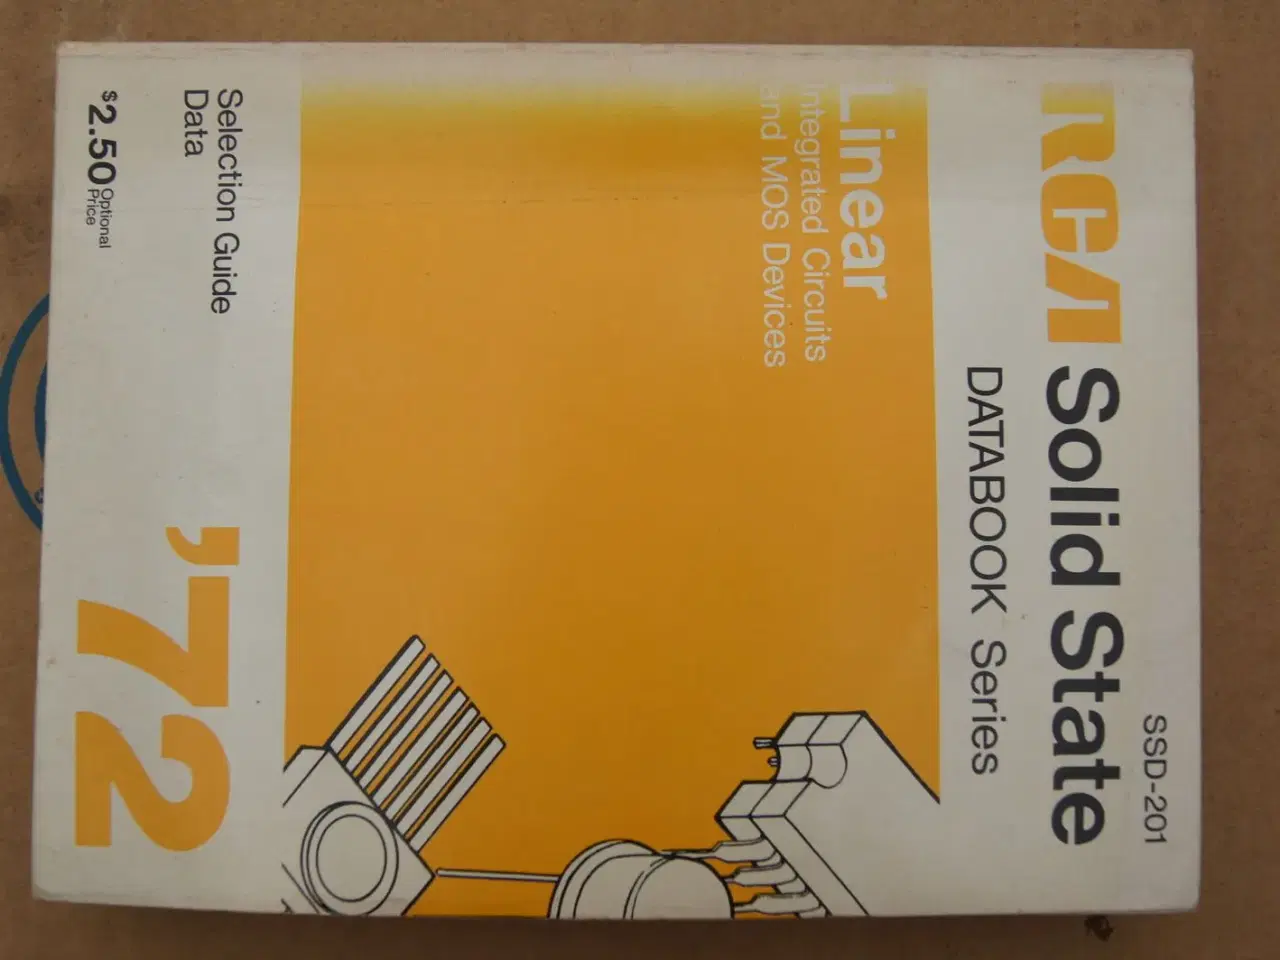 SSD-201
RCA Solid State
DATABOOK Series
Linear
Integrated Circuits
and MOS Devices
Selection Guide
Data
$2.50 Optional
Price
'72